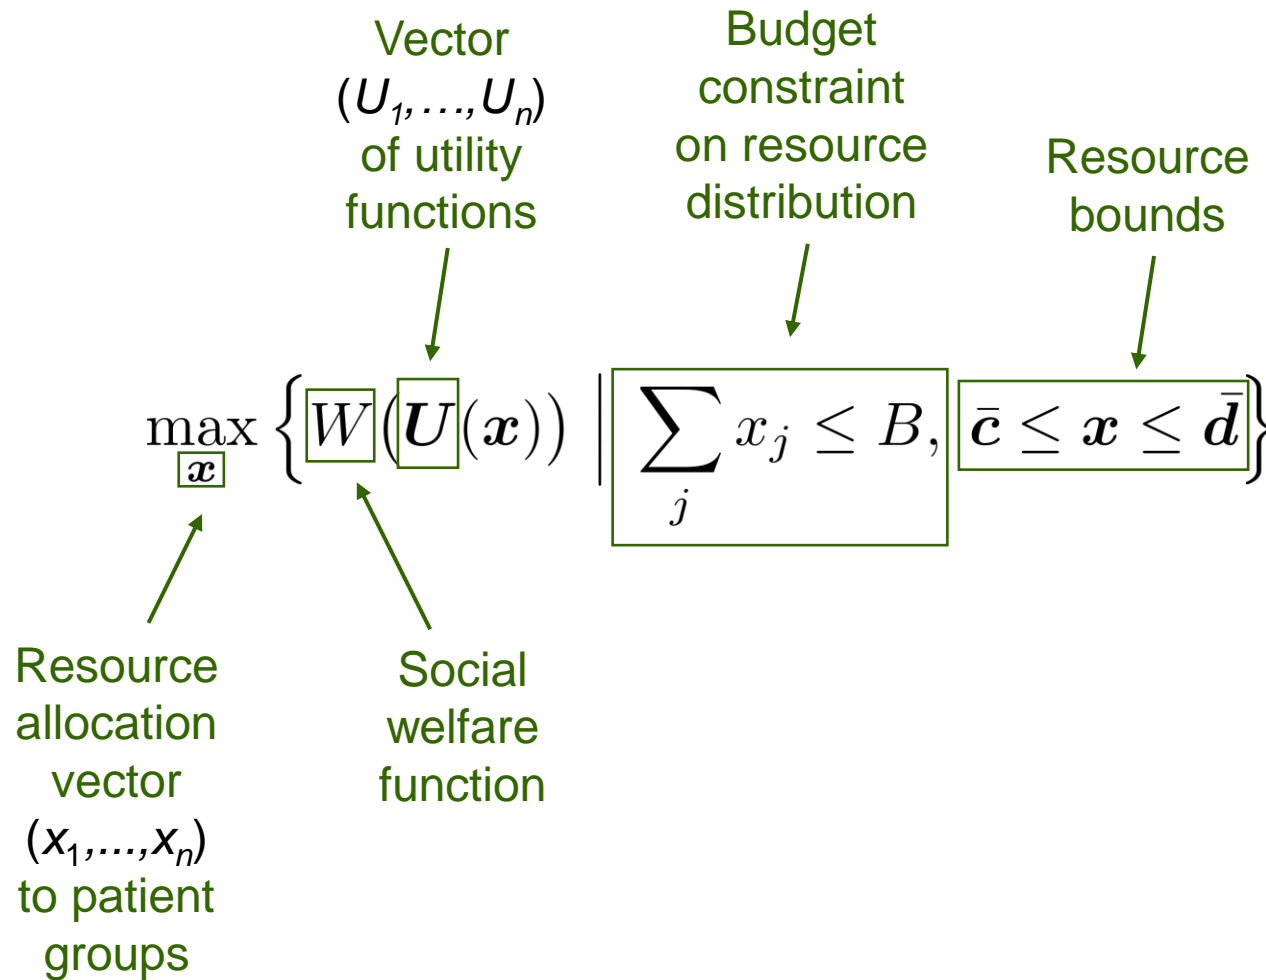 Vector
(U₁,…,Uₙ)
of utility
functions
Budget
constraint
on resource
distribution
Resource
bounds
max {W(U(x)) | ∑ xⱼ ≤ B, c̄ ≤ x ≤ d̄}
x
j
Resource
allocation
vector
(x₁,...,xₙ)
to patient
groups
Social
welfare
function